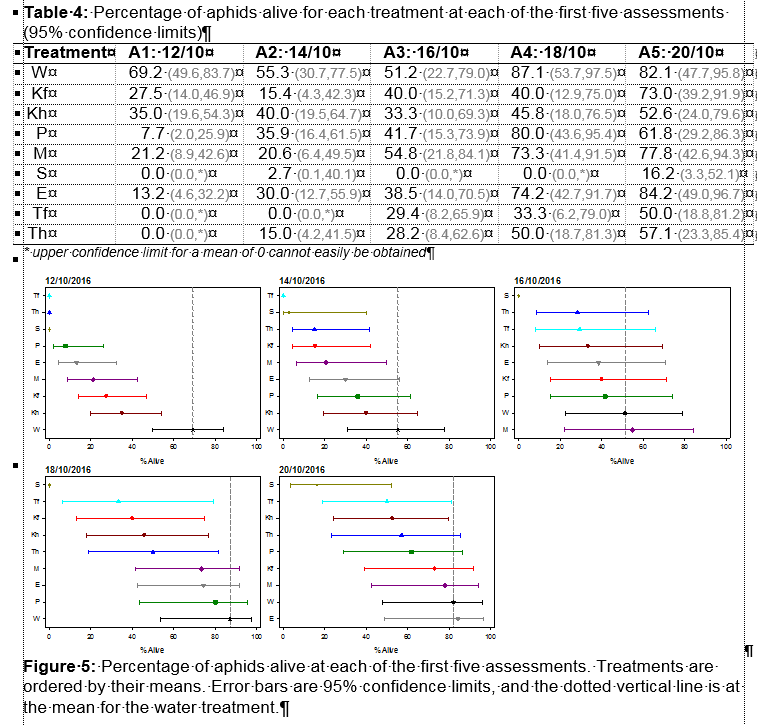 Table 4: Percentage of aphids alive for each treatment at each of the first five assessments
(95% confidence limits)¶
Treatment¤ A1: 12/10¤ A2: 14/10¤ A3: 16/10¤ A4: 18/10¤ A5: 20/10¤
W¤ 69.2 (49.6,83.7)¤ 55.3 (30.7,77.5)¤ 51.2 (22.7,79.0)¤ 87.1 (53.7,97.5)¤ 82.1 (47.7,95.8)¤
Kf¤ 27.5 (14.0,46.9)¤ 15.4 (4.3,42.3)¤ 40.0 (15.2,71.3)¤ 40.0 (12.9,75.0)¤ 73.0 (39.2,91.9)¤
Kh¤ 35.0 (19.6,54.3)¤ 40.0 (19.5,64.7)¤ 33.3 (10.0,69.3)¤ 45.8 (18.0,76.5)¤ 52.6 (24.0,79.6)¤
P¤ 7.7 (2.0,25.9)¤ 35.9 (16.4,61.5)¤ 41.7 (15.3,73.9)¤ 80.0 (43.6,95.4)¤ 61.8 (29.2,86.3)¤
M¤ 21.2 (8.9,42.6)¤ 20.6 (6.4,49.5)¤ 54.8 (21.8,84.1)¤ 73.3 (41.4,91.5)¤ 77.8 (42.6,94.3)¤
S¤ 0.0 (0.0,*)¤ 2.7 (0.1,40.1)¤ 0.0 (0.0,*)¤ 0.0 (0.0,*)¤ 16.2 (3.3,52.1)¤
E¤ 13.2 (4.6,32.2)¤ 30.0 (12.7,55.9)¤ 38.5 (14.0,70.5)¤ 74.2 (42.7,91.7)¤ 84.2 (49.0,96.7)¤
Tf¤ 0.0 (0.0,*)¤ 0.0 (0.0,*)¤ 29.4 (8.2,65.9)¤ 33.3 (6.2,79.0)¤ 50.0 (18.8,81.2)¤
Th¤ 0.0 (0.0,*)¤ 15.0 (4.2,41.5)¤ 28.2 (8.4,62.6)¤ 50.0 (18.7,81.3)¤ 57.1 (23.3,85.4)¤
* upper confidence limit for a mean of 0 cannot easily be obtained¶
12/10/2016 14/10/2016 16/10/2016
Tf Tf S
Th S Th
S Th Tf
P Kf Kh
E M E
M E Kf
Kf P P
Kh Kh W
W W M
0 20 40 60 80 100 0 20 40 60 80 100 0 20 40 60 80 100
%Alive %Alive %Alive
18/10/2016 20/10/2016
S S
Tf Tf
Kf Kh
Kh Th
Th P
M Kf
E M
P W
W E
0 20 40 60 80 100 0 20 40 60 80 100
%Alive %Alive
¶
Figure 5: Percentage of aphids alive at each of the first five assessments. Treatments are
ordered by their means. Error bars are 95% confidence limits, and the dotted vertical line is at
the mean for the water treatment.¶